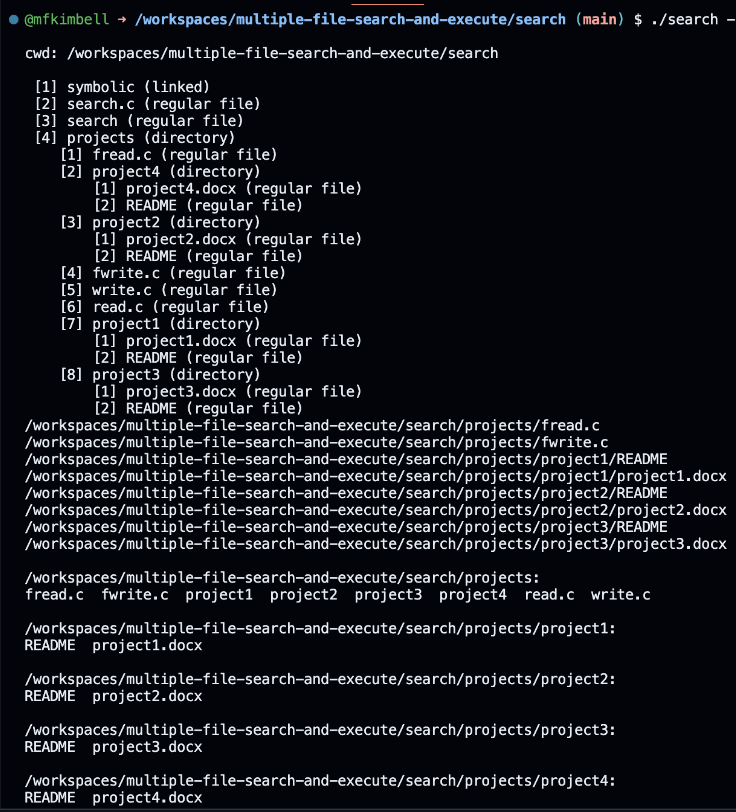 @mfkimbell → /workspaces/multiple-file-search-and-execute/search (main) $ ./search -
cwd: /workspaces/multiple-file-search-and-execute/search
[1] symbolic (linked)
[2] search.c (regular file)
[3] search (regular file)
[4] projects (directory)
[1] fread.c (regular file)
[2] project4 (directory)
[1] project4.docx (regular file)
[2] README (regular file)
[3] project2 (directory)
[1] project2.docx (regular file)
[2] README (regular file)
[4] fwrite.c (regular file)
[5] write.c (regular file)
[6] read.c (regular file)
[7] project1 (directory)
[1] project1.docx (regular file)
[2] README (regular file)
[8] project3 (directory)
[1] project3.docx (regular file)
[2] README (regular file)
/workspaces/multiple-file-search-and-execute/search/projects/fread.c
/workspaces/multiple-file-search-and-execute/search/projects/fwrite.c
/workspaces/multiple-file-search-and-execute/search/projects/project1/README
/workspaces/multiple-file-search-and-execute/search/projects/project1/project1.docx
/workspaces/multiple-file-search-and-execute/search/projects/project2/README
/workspaces/multiple-file-search-and-execute/search/projects/project2/project2.docx
/workspaces/multiple-file-search-and-execute/search/projects/project3/README
/workspaces/multiple-file-search-and-execute/search/projects/project3/project3.docx
/workspaces/multiple-file-search-and-execute/search/projects:
fread.c  fwrite.c  project1  project2  project3  project4  read.c  write.c
/workspaces/multiple-file-search-and-execute/search/projects/project1:
README  project1.docx
/workspaces/multiple-file-search-and-execute/search/projects/project2:
README  project2.docx
/workspaces/multiple-file-search-and-execute/search/projects/project3:
README  project3.docx
/workspaces/multiple-file-search-and-execute/search/projects/project4:
README  project4.docx